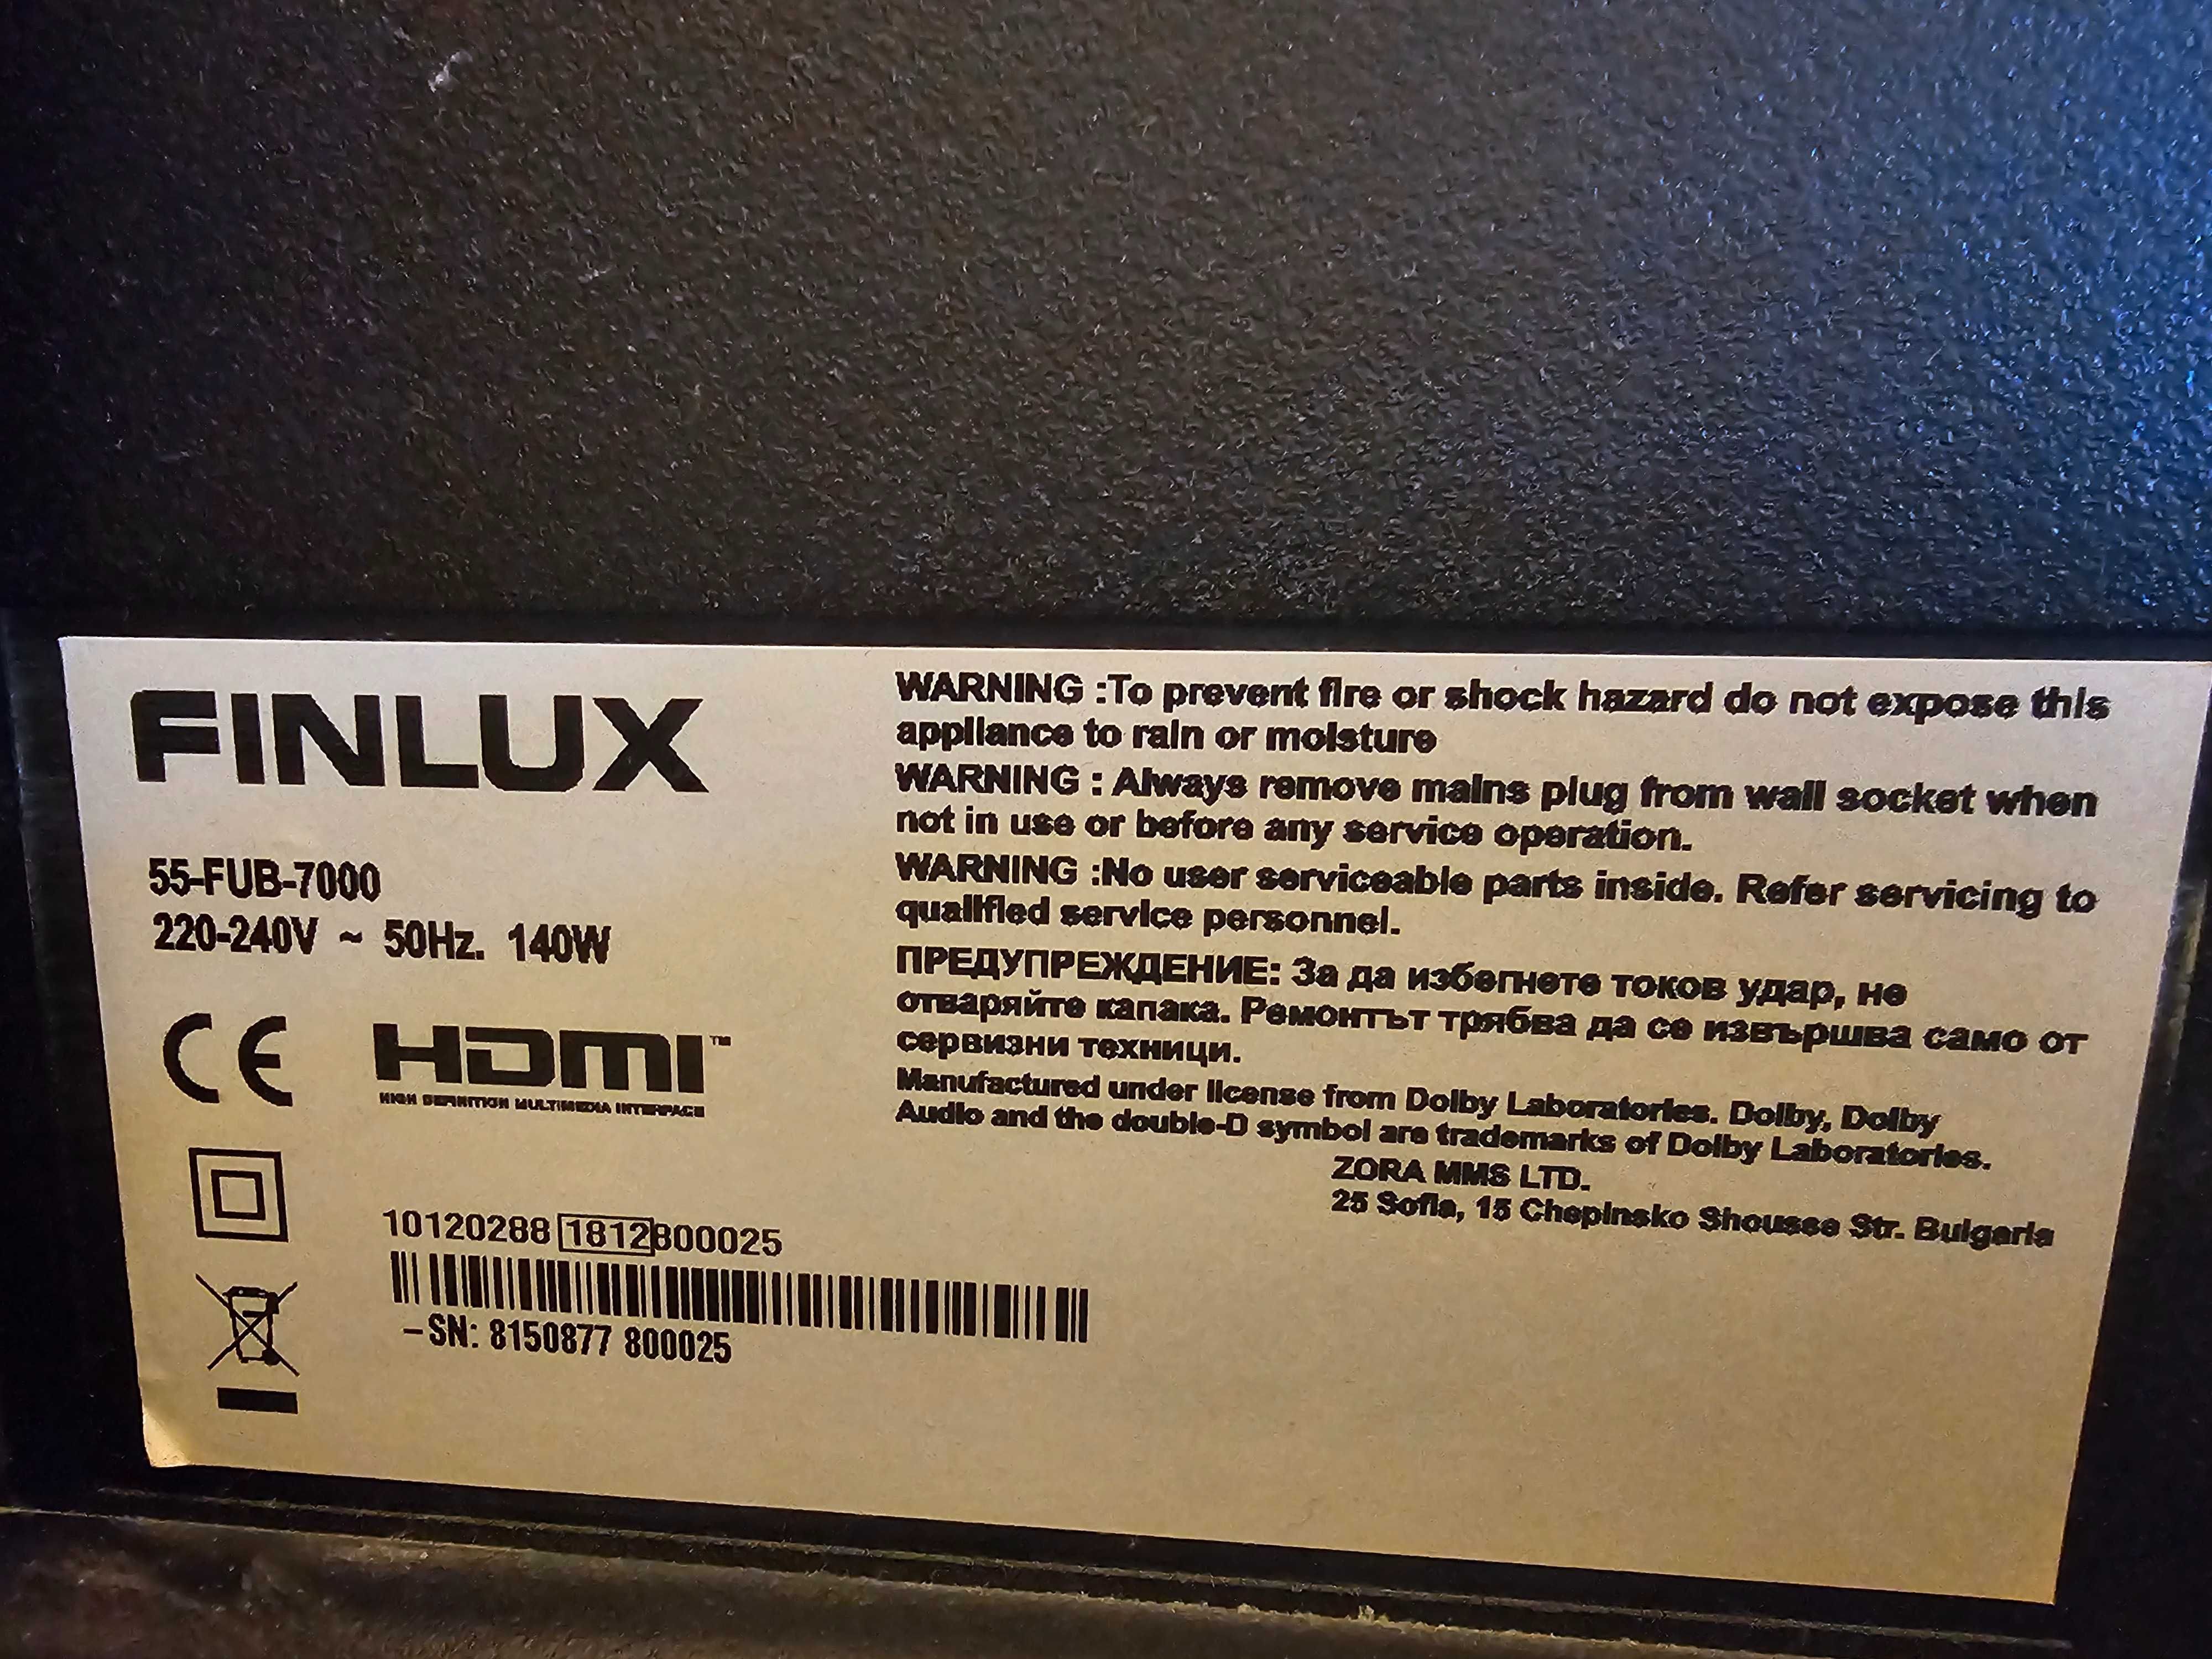 FINLUX
55-FUB-7000
220-240V ~ 50Hz. 140W
CE
HDMI™
HIGH DEFINITION MULTIMEDIA INTERFACE
10120288 1812800025
–SN: 8150877 800025
WARNING :To prevent fire or shock hazard do not expose this
appliance to rain or moisture
WARNING : Always remove mains plug from wall socket when
not in use or before any service operation.
WARNING :No user serviceable parts inside. Refer servicing to
qualified service personnel.
ПРЕДУПРЕЖДЕНИЕ: За да избегнете токов удар, не
отваряйте капака. Ремонтът трябва да се извършва само от
сервизни техници.
Manufactured under license from Dolby Laboratories. Dolby, Dolby
Audio and the double-D symbol are trademarks of Dolby Laboratories.
ZORA MMS LTD.
25 Sofia, 15 Chepinsko Shousse Str. Bulgaria